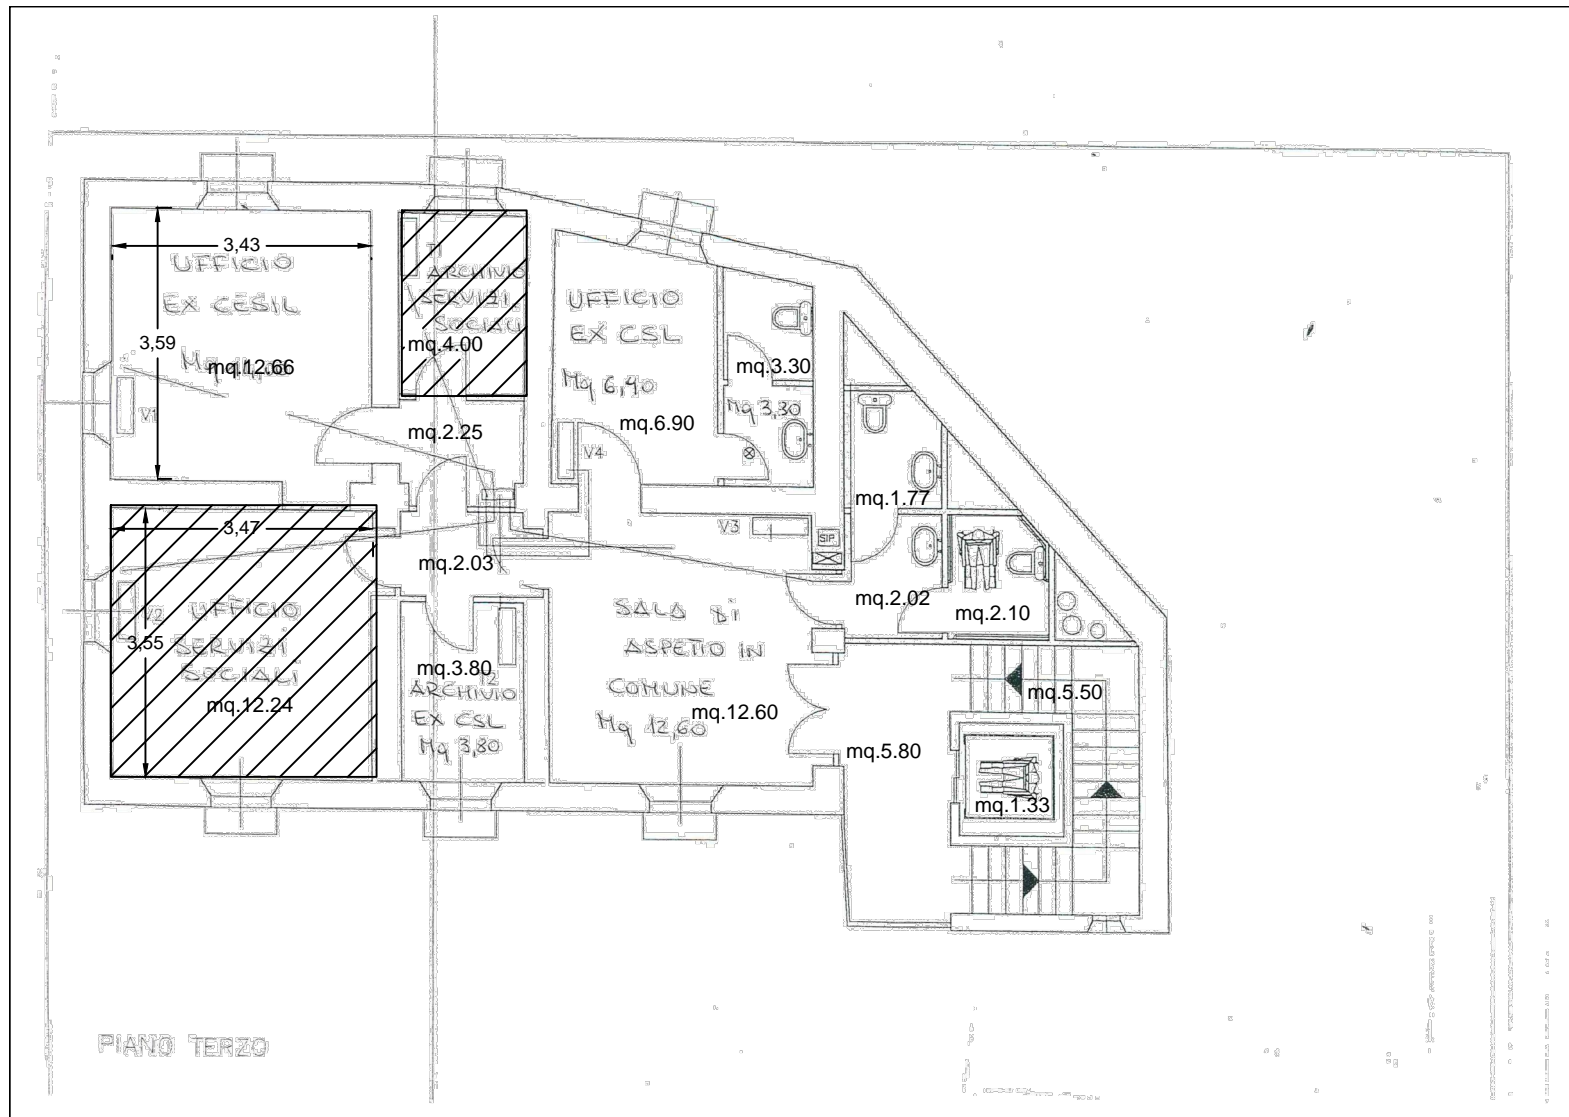 3,43
UFFICIO
EX CESIL
3,59
mq.12.66
V1
T1
ARCHIVIO
SERVIZI
SOCIALI
mq.4.00
mq.2.25
UFFICIO
EX CSL
Mq 6,90
mq.6.90
V4
mq.3.30
Mq 3,30
mq.1.77
3,47
V2
UFFICIO
3,55
SERVIZI
SOCIALI
mq.12.24
mq.2.03
mq.3.80
T2
ARCHIVIO
EX CSL
Mq 3,80
V3
SIP
SALA DI
ASPETTO IN
COMUNE
Mq 12,60
mq.12.60
mq.2.02
mq.2.10
mq.5.50
mq.5.80
mq.1.33
PIANO TERZO